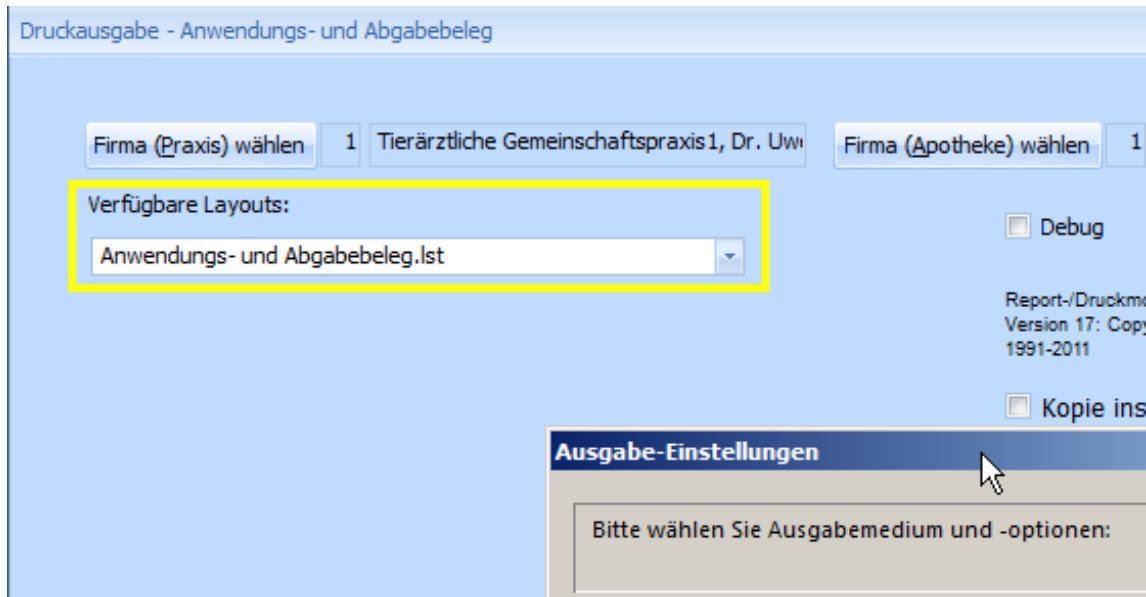 Druckausgabe - Anwendungs- und Abgabebeleg
Firma (Praxis) wählen 1 Tierärztliche Gemeinschaftspraxis1, Dr. Firma (Apotheke) wählen 1
Verfügbare Layouts:
Debug
Anwendungs- und Abgabebeleg.lst
Version 17:
1991-2011
Kopie
Ausgabe-Einstellungen
Bitte wählen Sie Ausgabemedium und -optionen: